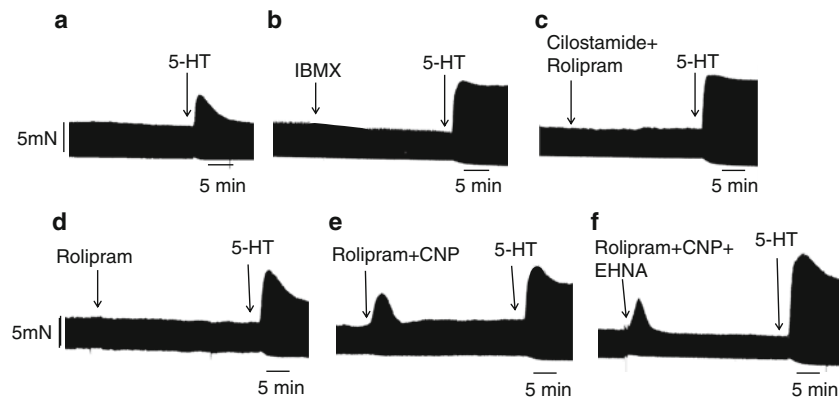 a
5-HT
5mN
5 min
b
IBMX
5-HT
5 min
c
Cilostamide+
Rolipram
5-HT
5 min
d
Rolipram
5-HT
5mN
5 min
e
Rolipram+CNP
5-HT
5 min
f
Rolipram+CNP+
EHNA
5-HT
5 min